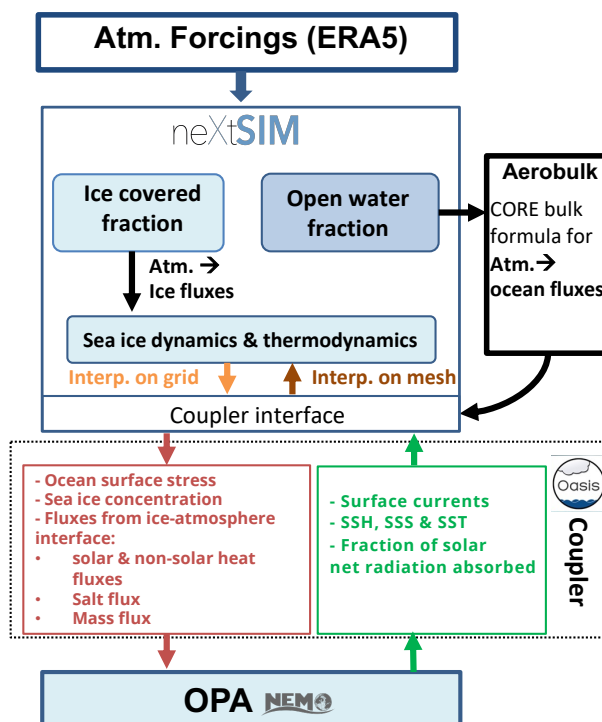 Atm. Forcings (ERA5)
neXtSIM
Ice covered
fraction
Open water
fraction
Aerobulk
CORE bulk
formula for
Atm.→
ocean fluxes
Atm. →
Ice fluxes
Sea ice dynamics & thermodynamics
Interp. on grid
Interp. on mesh
Coupler interface
- Ocean surface stress
- Sea ice concentration
- Fluxes from ice-atmosphere
interface:
• solar & non-solar heat
fluxes
• Salt flux
• Mass flux
- Surface currents
- SSH, SSS & SST
- Fraction of solar
net radiation absorbed
Oasis
Coupler
OPA NEMO